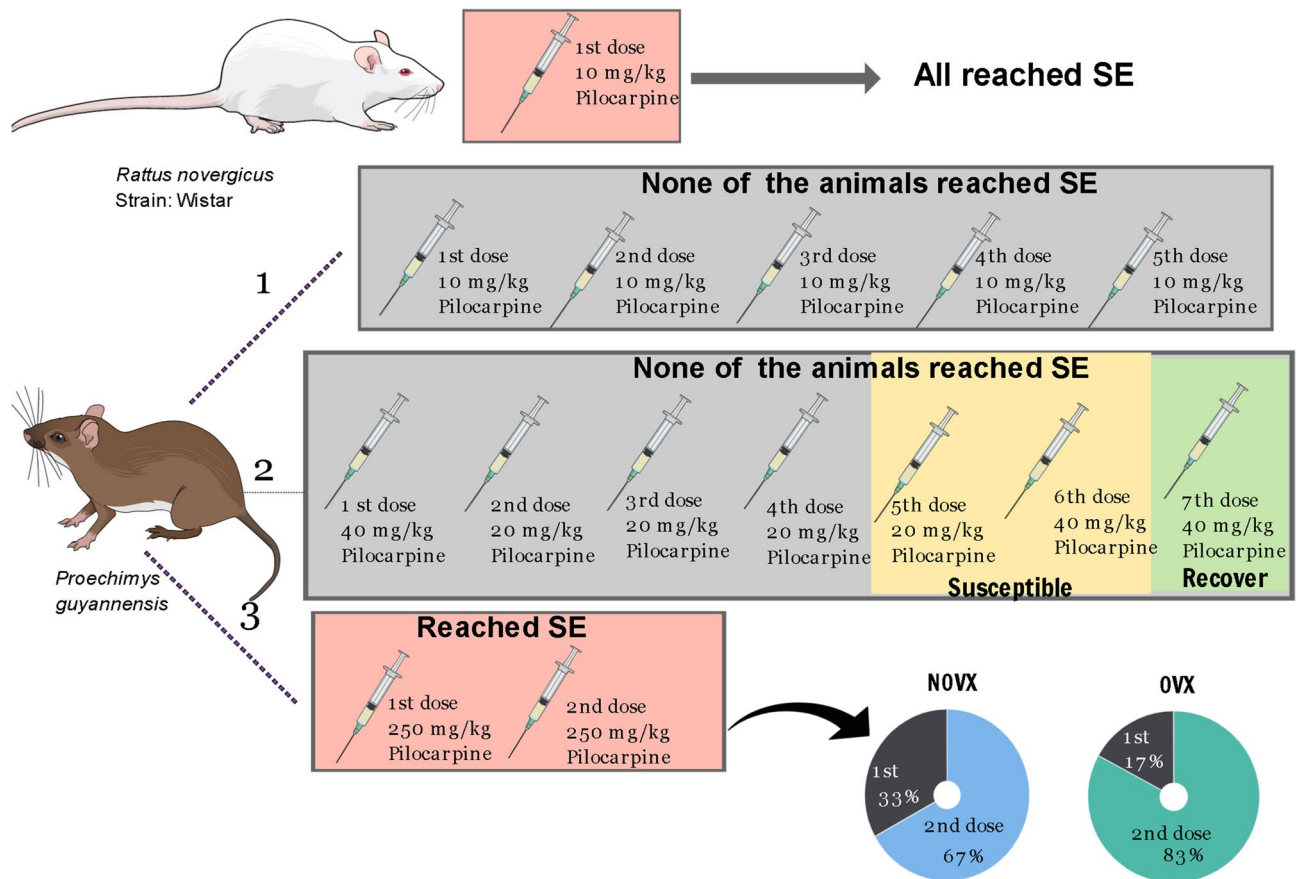 1st dose
10 mg/kg
Pilocarpine
All reached SE
Rattus novergicus
Strain: Wistar
None of the animals reached SE
1st dose
10 mg/kg
Pilocarpine
2nd dose
10 mg/kg
Pilocarpine
3rd dose
10 mg/kg
Pilocarpine
4th dose
10 mg/kg
Pilocarpine
5th dose
10 mg/kg
Pilocarpine
1
None of the animals reached SE
2
1 st dose
40 mg/kg
Pilocarpine
2nd dose
20 mg/kg
Pilocarpine
3rd dose
20 mg/kg
Pilocarpine
4th dose
20 mg/kg
Pilocarpine
5th dose
20 mg/kg
Pilocarpine
6th dose
40 mg/kg
Pilocarpine
7th dose
40 mg/kg
Pilocarpine
Susceptible
Recover
Proechimys
guyannensis
3
Reached SE
1st dose
250 mg/kg
Pilocarpine
2nd dose
250 mg/kg
Pilocarpine
NOVX
1st
33%
2nd dose
67%
OVX
1st
17%
2nd dose
83%